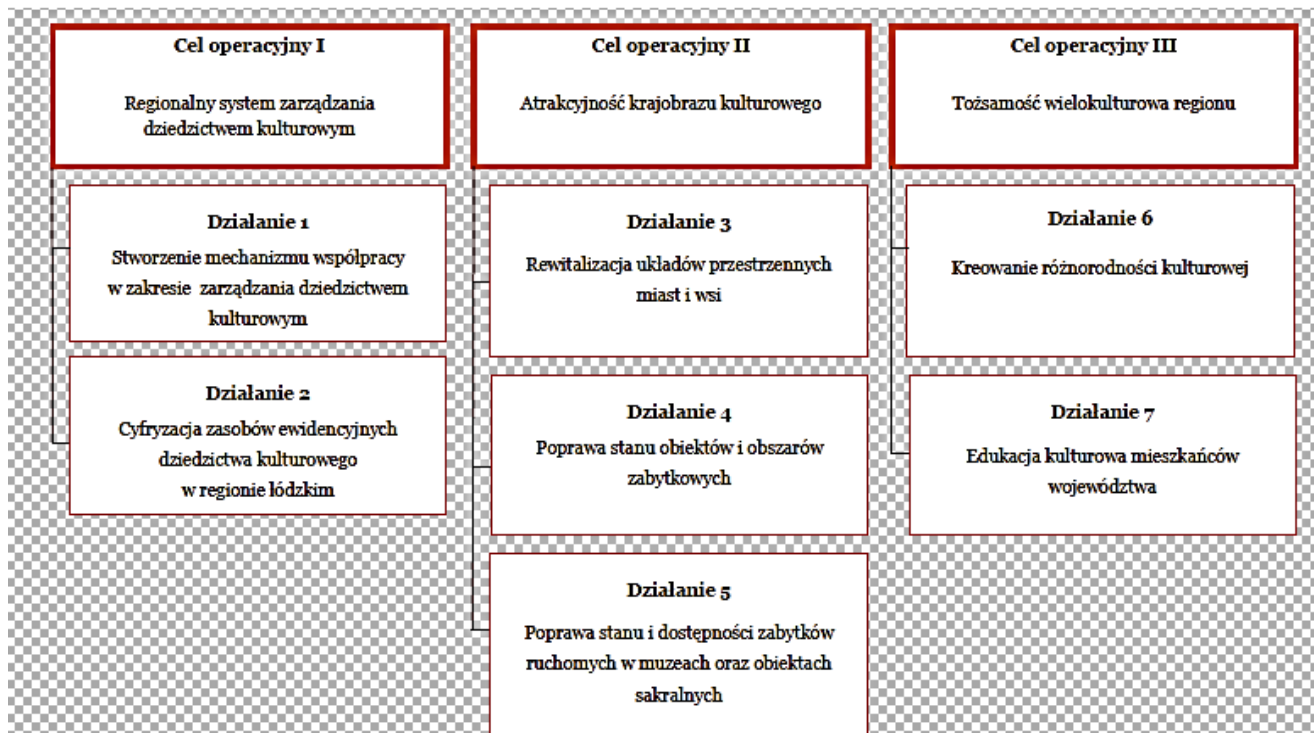 Cel operacyjny I
Regionalny system zarządzania
dziedzictwem kulturowym
Działanie 1
Stworzenie mechanizmu współpracy
w zakresie zarządzania dziedzictwem
kulturowym
Działanie 2
Cyfryzacja zasobów ewidencyjnych
dziedzictwa kulturowego
w regionie łódzkim
Cel operacyjny II
Atrakcyjność krajobrazu kulturowego
Działanie 3
Rewitalizacja układów przestrzennych
miast i wsi
Działanie 4
Poprawa stanu obiektów i obszarów
zabytkowych
Działanie 5
Poprawa stanu i dostępności zabytków
ruchomych w muzeach oraz obiektach
sakralnych
Cel operacyjny III
Tożsamość wielokulturowa regionu
Działanie 6
Kreowanie różnorodności kulturowej
Działanie 7
Edukacja kulturowa mieszkańców
województwa